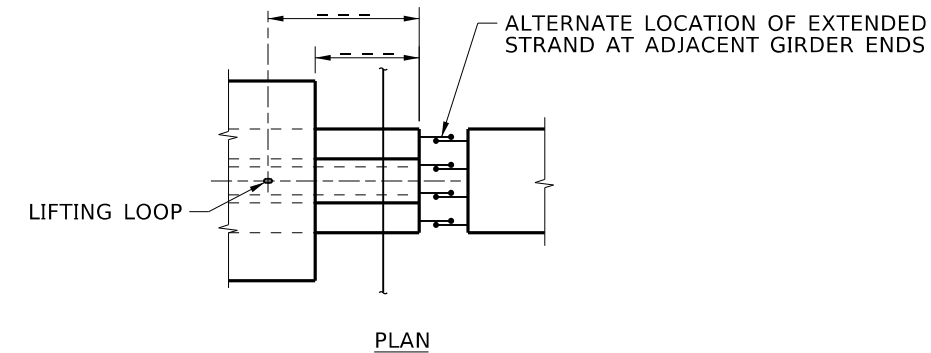 – – –
– – –
ALTERNATE LOCATION OF EXTENDED
STRAND AT ADJACENT GIRDER ENDS
LIFTING LOOP
PLAN